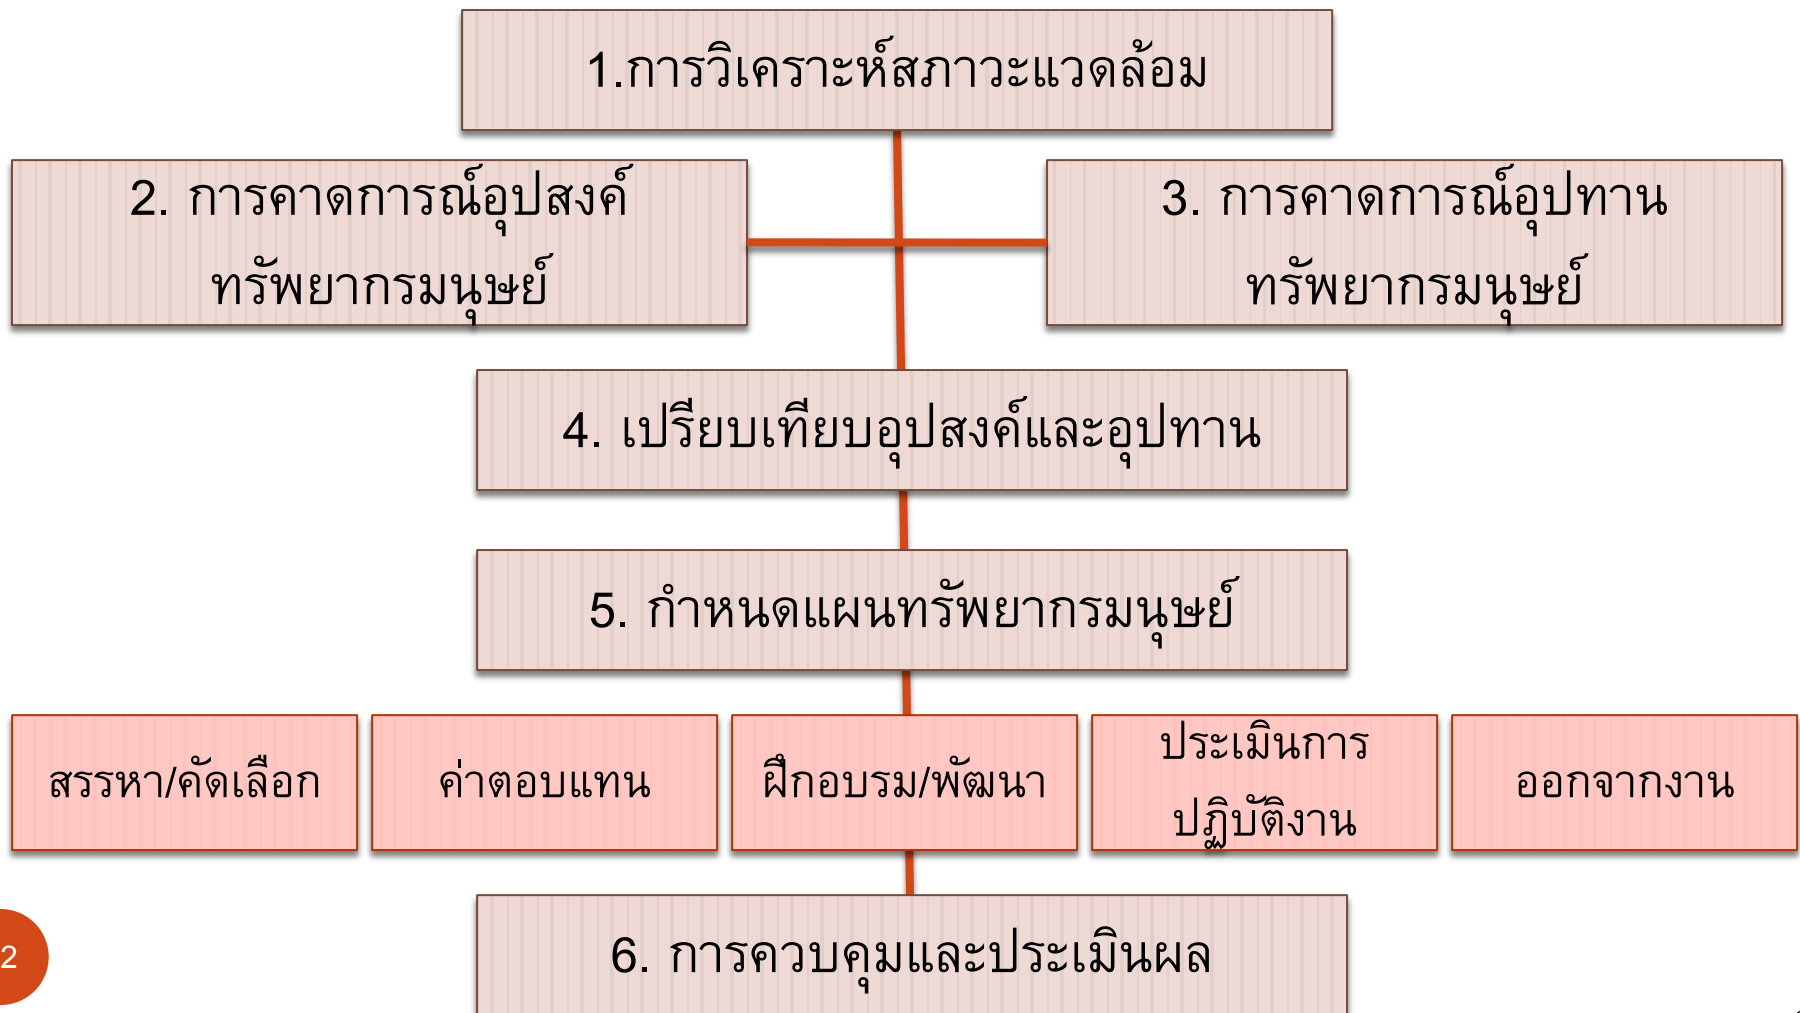 1.การวิเคราะห์สภาวะแวดล้อม
2. การคาดการณ์อุปสงค์
ทรัพยากรมนุษย์
3. การคาดการณ์อุปทาน
ทรัพยากรมนุษย์
4. เปรียบเทียบอุปสงค์และอุปทาน
5. กำหนดแผนทรัพยากรมนุษย์
สรรหา/คัดเลือก
ค่าตอบแทน
ฝึกอบรม/พัฒนา
ประเมินการ
ปฏิบัติงาน
ออกจากงาน
6. การควบคุมและประเมินผล
2